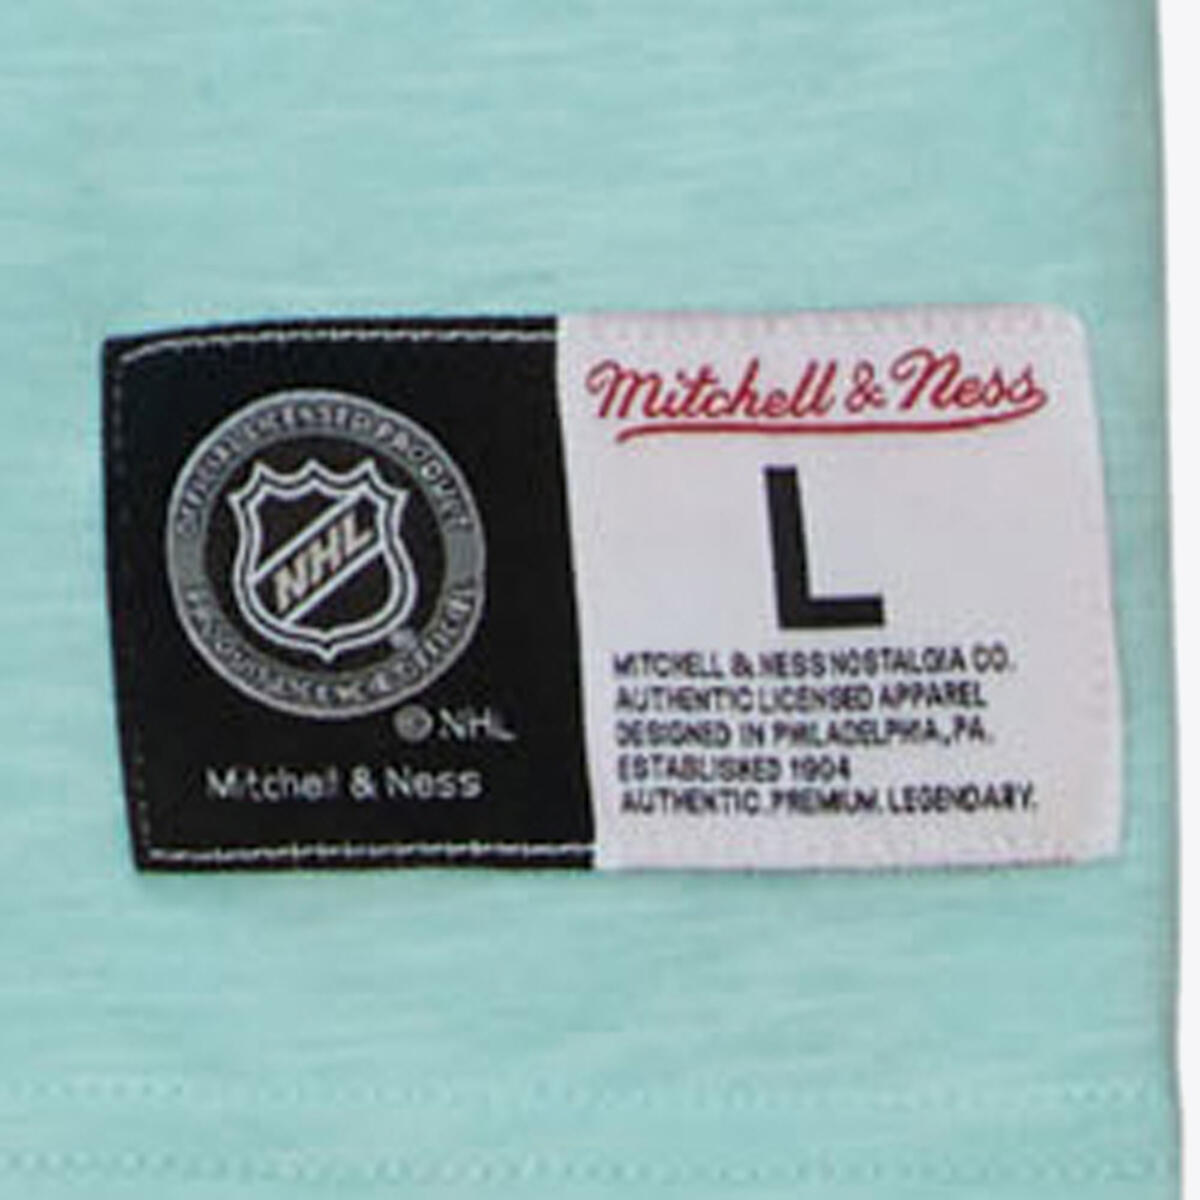 NHL
© NHL
Mitchell & Ness
Mitchell & Ness
L
MITCHELL & NESS NOSTALGIA CO.
AUTHENTIC LICENSED APPAREL
DESIGNED IN PHILADELPHIA, PA.
ESTABLISHED 1904
AUTHENTIC. PREMIUM. LEGENDARY.